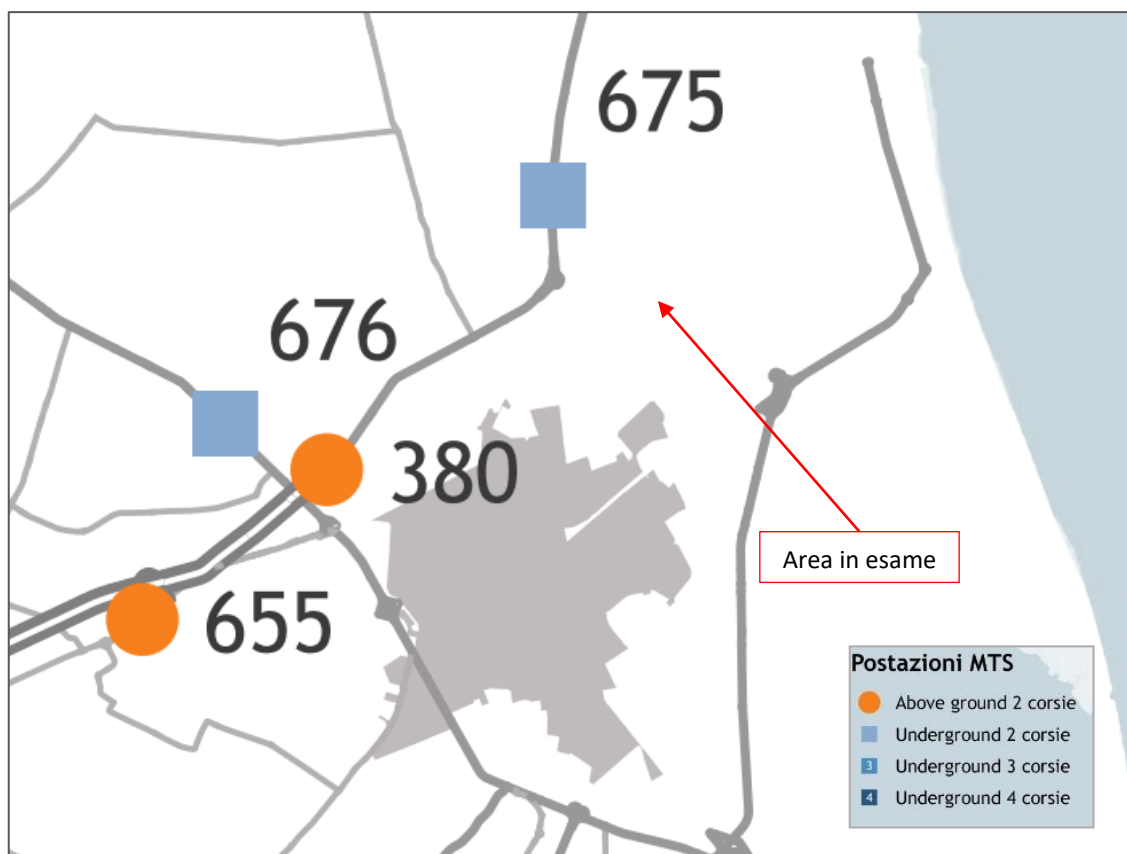 675
676
380
Area in esame
655
Postazioni MTS
Above ground 2 corsie
Underground 2 corsie
3 Underground 3 corsie
4 Underground 4 corsie